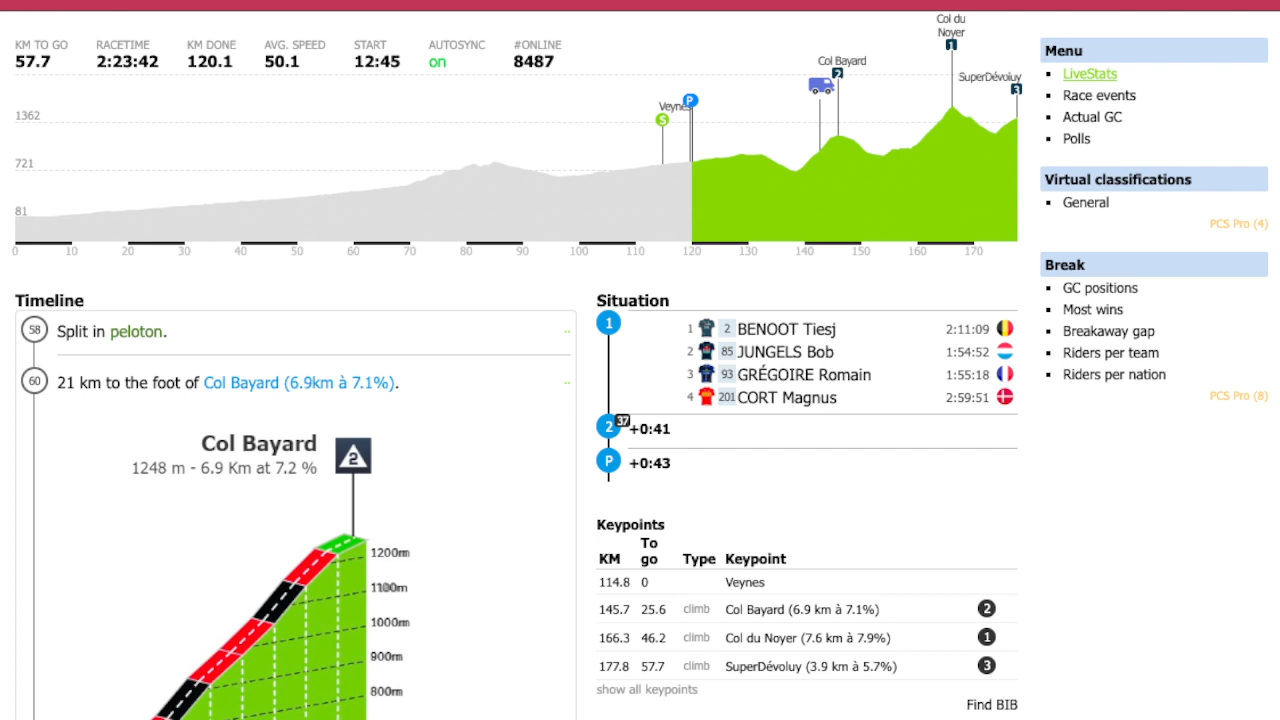 KM TO GO RACETIME KM DONE AVG. SPEED START AUTOSYNC #ONLINE
57.7 2:23:42 120.1 50.1 12:45 on 8487
Col du
Noyer
1
Col Bayard
2
SuperDévoluy
3
Veynes
P
S
1362
721
81
0 10 20 30 40 50 60 70 80 90 100 110 120 130 140 150 160 170
Timeline
58 Split in peloton.
60 21 km to the foot of Col Bayard (6.9km à 7.1%).
Col Bayard
1248 m - 6.9 Km at 7.2 %
2
1200m
1100m
1000m
900m
800m
Situation
1
1 2 BENOOT Tiesj 2:11:09
2 85 JUNGELS Bob 1:54:52
3 93 GRÉGOIRE Romain 1:55:18
4 201 CORT Magnus 2:59:51
2 37 +0:41
P +0:43
Keypoints
KM To go Type Keypoint
114.8 0 Veynes
145.7 25.6 climb Col Bayard (6.9 km à 7.1%) 2
166.3 46.2 climb Col du Noyer (7.6 km à 7.9%) 1
177.8 57.7 climb SuperDévoluy (3.9 km à 5.7%) 3
show all keypoints
Find BIB
Menu
LiveStats
Race events
Actual GC
Polls
Virtual classifications
General
PCS Pro (4)
Break
GC positions
Most wins
Breakaway gap
Riders per team
Riders per nation
PCS Pro (8)